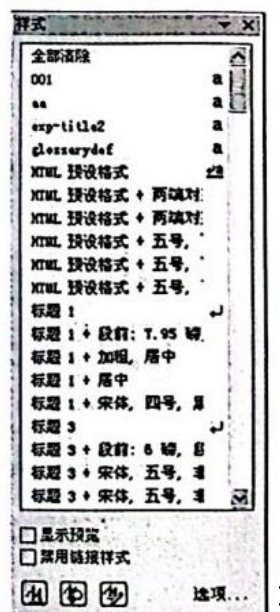 样式
全部清除
001 a
aa a
exp-title2 a
glossarydef a
HTML 预设格式
HTML 预设格式 + 两端对
HTML 预设格式 + 两端对
HTML 预设格式 + 五号,
HTML 预设格式 + 五号,
HTML 预设格式 + 五号,
标题 1
标题 1 + 段前: 7.95 磅
标题 1 + 加粗, 居中
标题 1 + 居中
标题 1 + 宋体, 四号,
标题 3
标题 3 + 段前: 6 磅,
标题 3 + 宋体, 五号,
标题 3 + 宋体, 五号,
显示预览
禁用链接样式
选项...